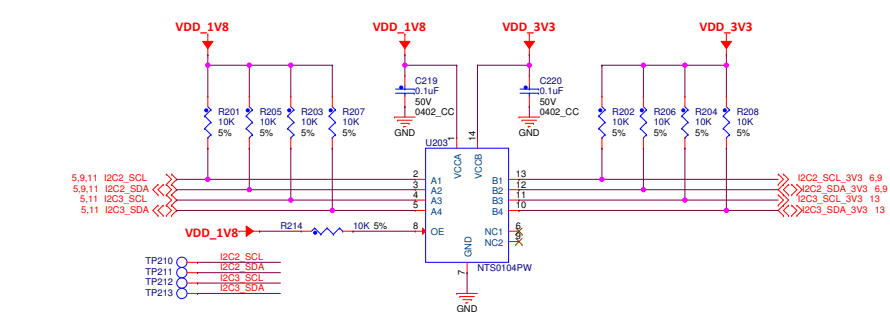 VDD_1V8
VDD_1V8
VDD_3V3
VDD_3V3
R201
10K
5%
R205
10K
5%
R203
10K
5%
R207
10K
5%
C219
0.1uF
50V
0402_CC
GND
C220
0.1uF
50V
0402_CC
GND
R202
10K
5%
R206
10K
5%
R204
10K
5%
R208
10K
5%
U203
1
14
VCCA
VCCB
5,9,11 I2C2_SCL
2
A1
B1
13
I2C2_SCL_3V3 6,9
5,9,11 I2C2_SDA
3
A2
B2
12
I2C2_SDA_3V3 6,9
5,11 I2C3_SCL
4
A3
B3
11
I2C3_SCL_3V3 13
5,11 I2C3_SDA
5
A4
B4
10
I2C3_SDA_3V3 13
VDD_1V8
R214
10K 5%
8
OE
NC1
6
NC2
GND
7
NTS0104PW
GND
TP210
I2C2_SCL
TP211
I2C2_SDA
TP212
I2C3_SCL
TP213
I2C3_SDA